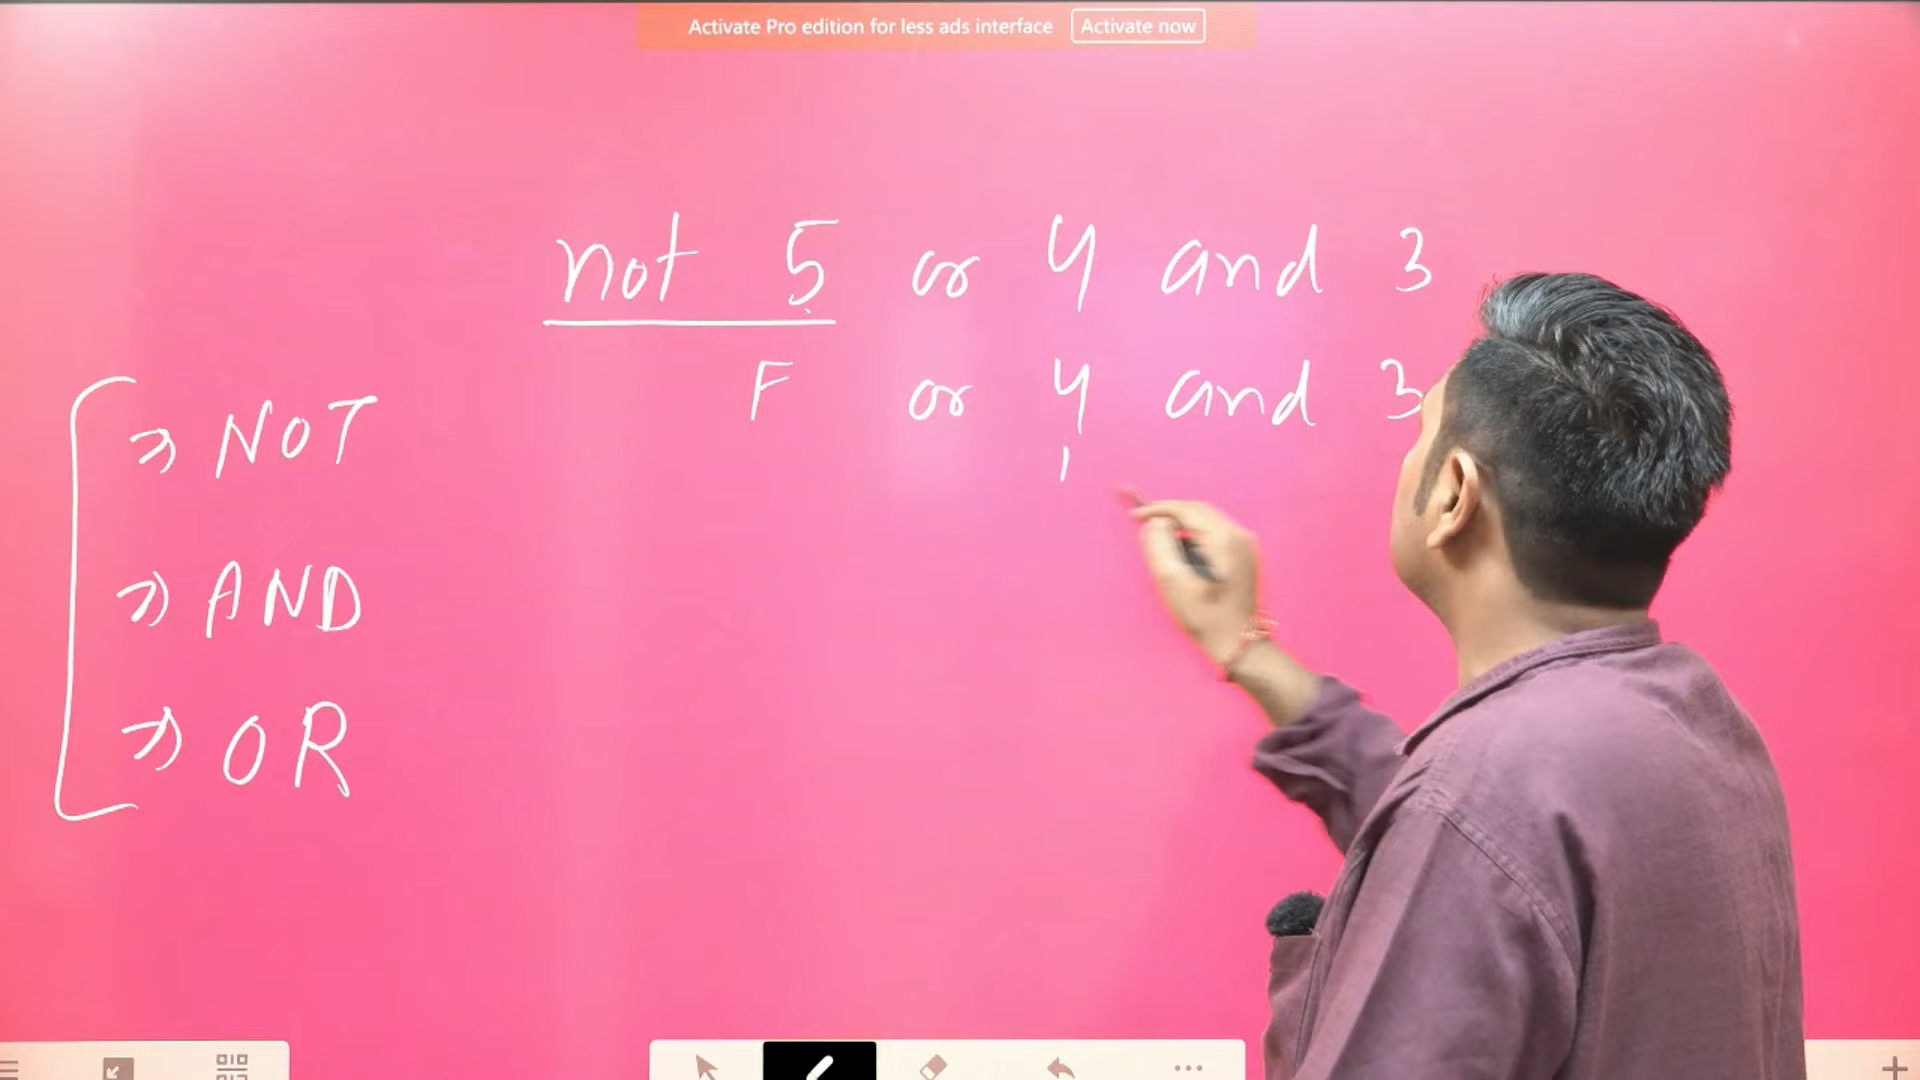 Activate Pro edition for less ads interface Activate now
not 5 or 4 and 3
F or 4 and 3
⇒ NOT
⇒ AND
⇒ OR